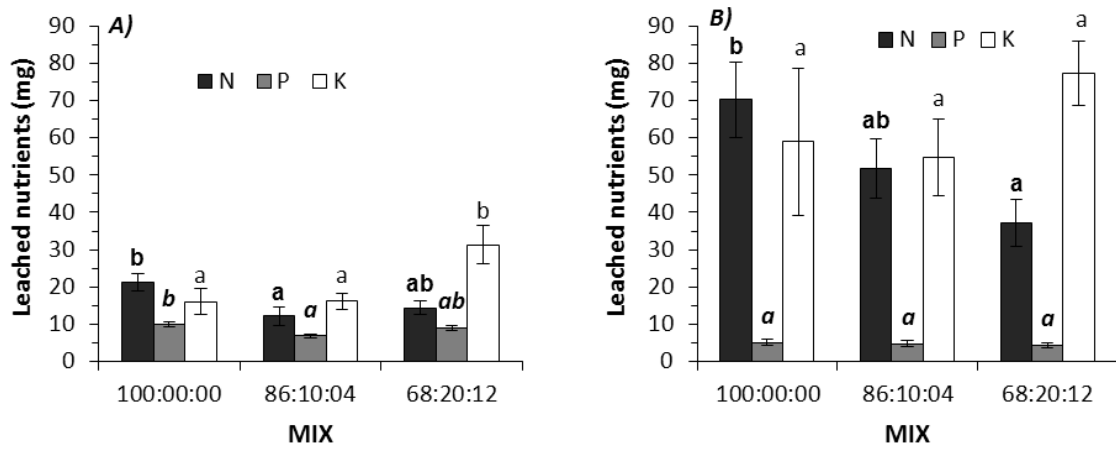 A)
Leached nutrients (mg)
90
80
70
60
50
40
30
20
10
0
N P K
b b a
a a a
ab ab b
100:00:00 86:10:04 68:20:12
MIX
B)
Leached nutrients (mg)
90
80
70
60
50
40
30
20
10
0
N P K
b a a
ab a a
a a a
100:00:00 86:10:04 68:20:12
MIX